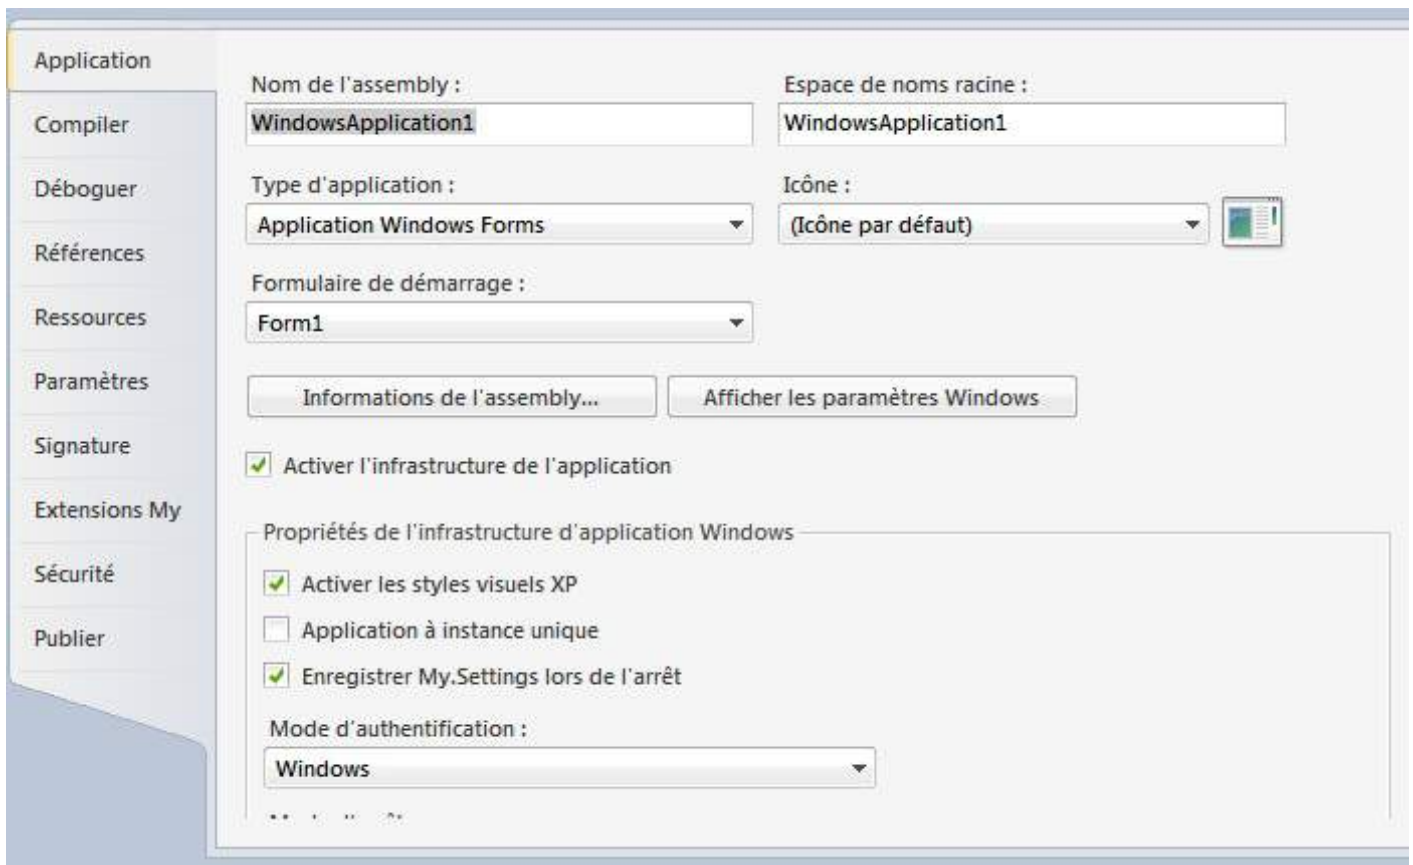 Application
Compiler
Déboguer
Références
Ressources
Paramètres
Signature
Extensions My
Sécurité
Publier
Nom de l'assembly :
WindowsApplication1
Espace de noms racine :
WindowsApplication1
Type d'application :
Application Windows Forms
Icône :
(Icône par défaut)
Formulaire de démarrage :
Form1
Informations de l'assembly...
Afficher les paramètres Windows
Activer l'infrastructure de l'application
Propriétés de l'infrastructure d'application Windows
Activer les styles visuels XP
Application à instance unique
Enregistrer My.Settings lors de l'arrêt
Mode d'authentification :
Windows